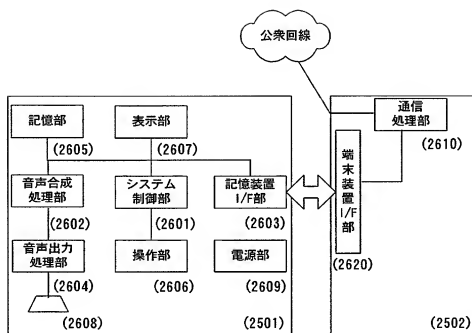 公衆回線
記憶部
(2605)
表示部
(2607)
通信
処理部
(2610)
音声合成
処理部
(2602)
システム
制御部
(2601)
記憶装置
I/F部
(2603)
端末装置
I/F部
(2620)
音声出力
処理部
(2604)
操作部
(2606)
電源部
(2609)
(2608)
(2501)
(2502)